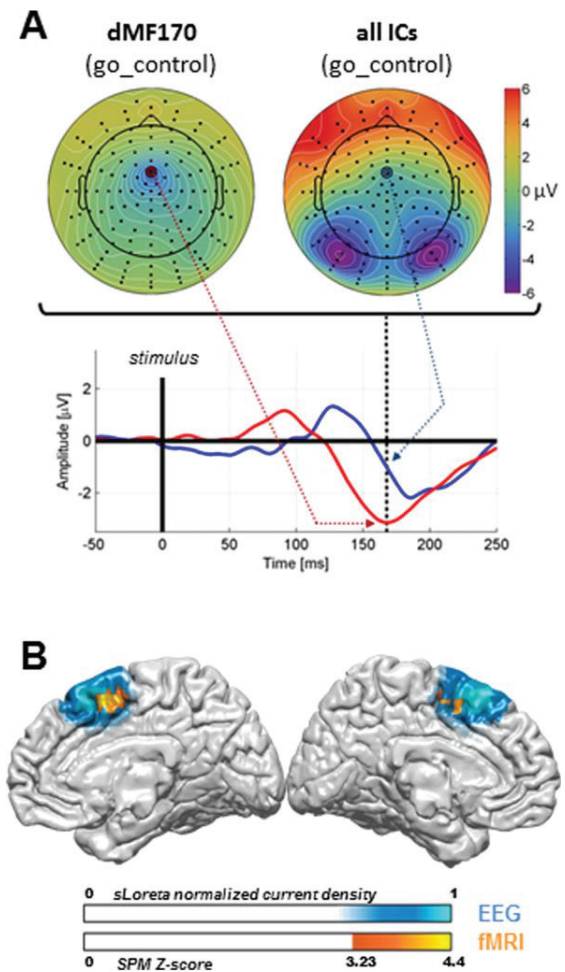 A
dMF170
(go_control)
all ICs
(go_control)
6
4
2
0
μV
-2
-4
-6
stimulus
Amplitude [μV]
2
0
-2
-50 0 50 100 150 200 250
Time [ms]
B
0 sLoreta normalized current density 1
EEG
fMRI
0 SPM Z-score 3.23 4.4